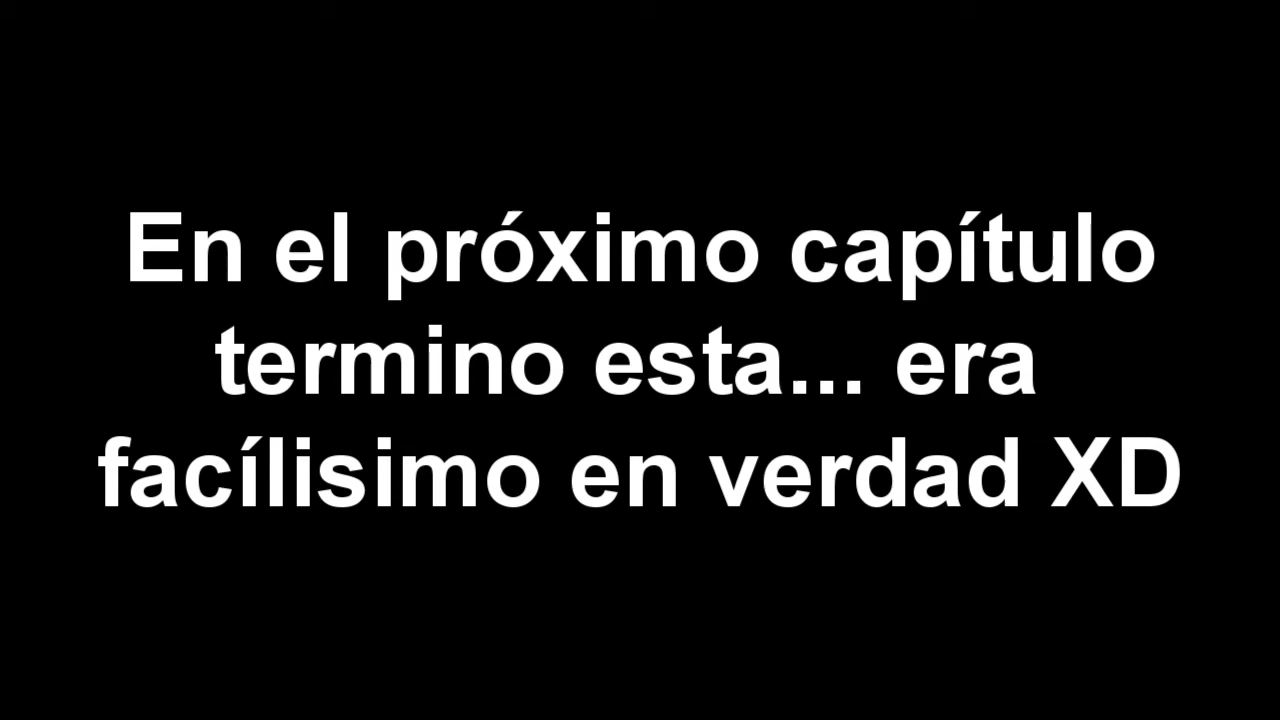 En el próximo capítulo
termino esta... era
facílisimo en verdad XD